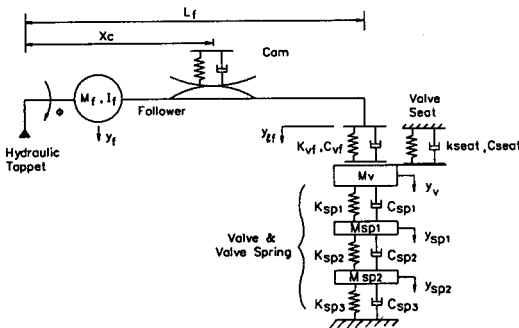 Lf
Xc
Cam
Mf, If
Follower
Φ
yf
Hydraulic
Tappet
Valve
Seat
yℓf
Kvf, Cvf
kseat, Cseat
Mv
yv
Ksp1
Csp1
Valve &
Valve Spring
Msp1
ysp1
Ksp2
Csp2
Msp2
ysp2
Ksp3
Csp3